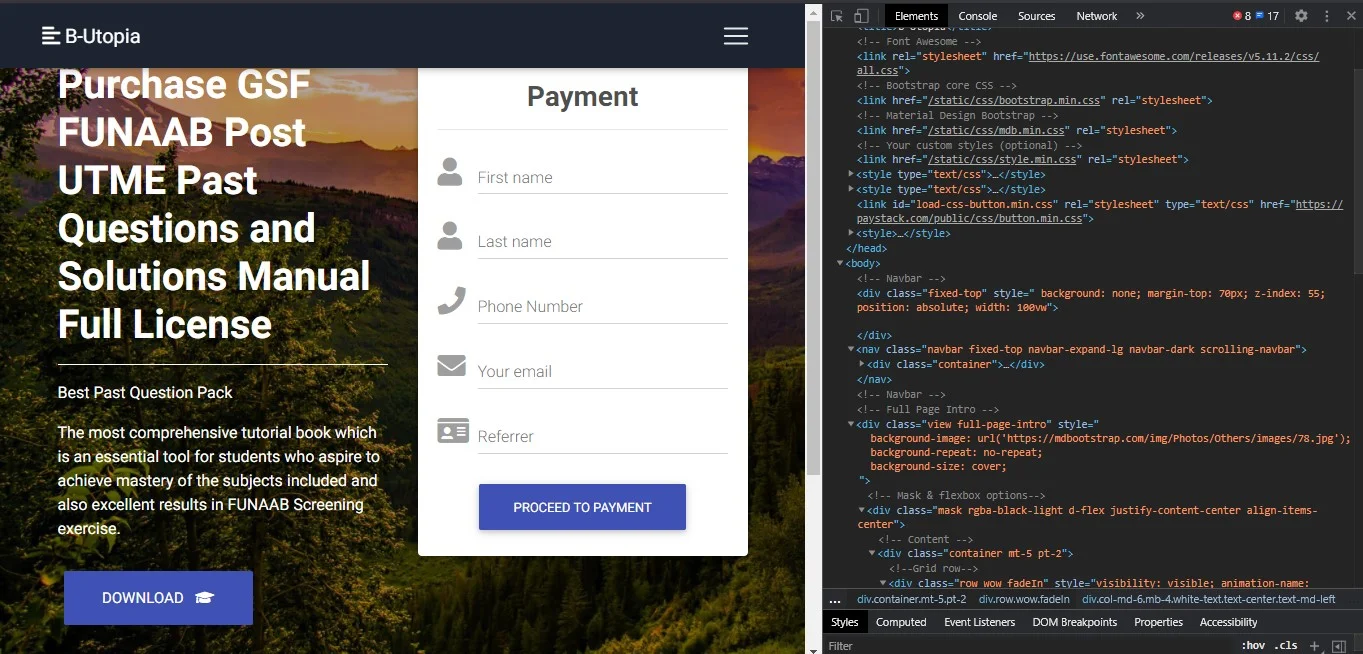 B-Utopia
Purchase GSF
FUNAAB Post
UTME Past
Questions and
Solutions Manual
Full License
Best Past Question Pack
The most comprehensive tutorial book which
is an essential tool for students who aspire to
achieve mastery of the subjects included and
also excellent results in FUNAAB Screening
exercise.
DOWNLOAD
Payment
First name
Last name
Phone Number
Your email
Referrer
PROCEED TO PAYMENT
Elements Console Sources Network » 8 17
<title>B-Utopia</title>
<!-- Font Awesome -->
<link rel="stylesheet" href="https://use.fontawesome.com/releases/v5.11.2/css/
all.css">
<!-- Bootstrap core CSS -->
<link href="/static/css/bootstrap.min.css" rel="stylesheet">
<!-- Material Design Bootstrap -->
<link href="/static/css/mdb.min.css" rel="stylesheet">
<!-- Your custom styles (optional) -->
<link href="/static/css/style.min.css" rel="stylesheet">
<style type="text/css">…</style>
<style type="text/css">…</style>
<link id="load-css-button.min.css" rel="stylesheet" type="text/css" href="https://
paystack.com/public/css/button.min.css">
<style>…</style>
</head>
<body>
<!-- Navbar -->
<div class="fixed-top" style=" background: none; margin-top: 70px; z-index: 55;
position: absolute; width: 100vw">
</div>
<nav class="navbar fixed-top navbar-expand-lg navbar-dark scrolling-navbar">
<div class="container">…</div>
</nav>
<!-- Navbar -->
<!-- Full Page Intro -->
<div class="view full-page-intro" style="
background-image: url('https://mdbootstrap.com/img/Photos/Others/images/78.jpg');
background-repeat: no-repeat;
background-size: cover;
">
<!-- Mask & flexbox options-->
<div class="mask rgba-black-light d-flex justify-content-center align-items-
center">
<!-- Content -->
<div class="container mt-5 pt-2">
<!--Grid row-->
<div class="row wow fadeIn" style="visibility: visible; animation-name:
... div.container.mt-5.pt-2 div.row.wow.fadeIn div.col-md-6.mb-4.white-text.text-center.text-md-left
Styles Computed Event Listeners DOM Breakpoints Properties Accessibility
Filter :hov .cls +